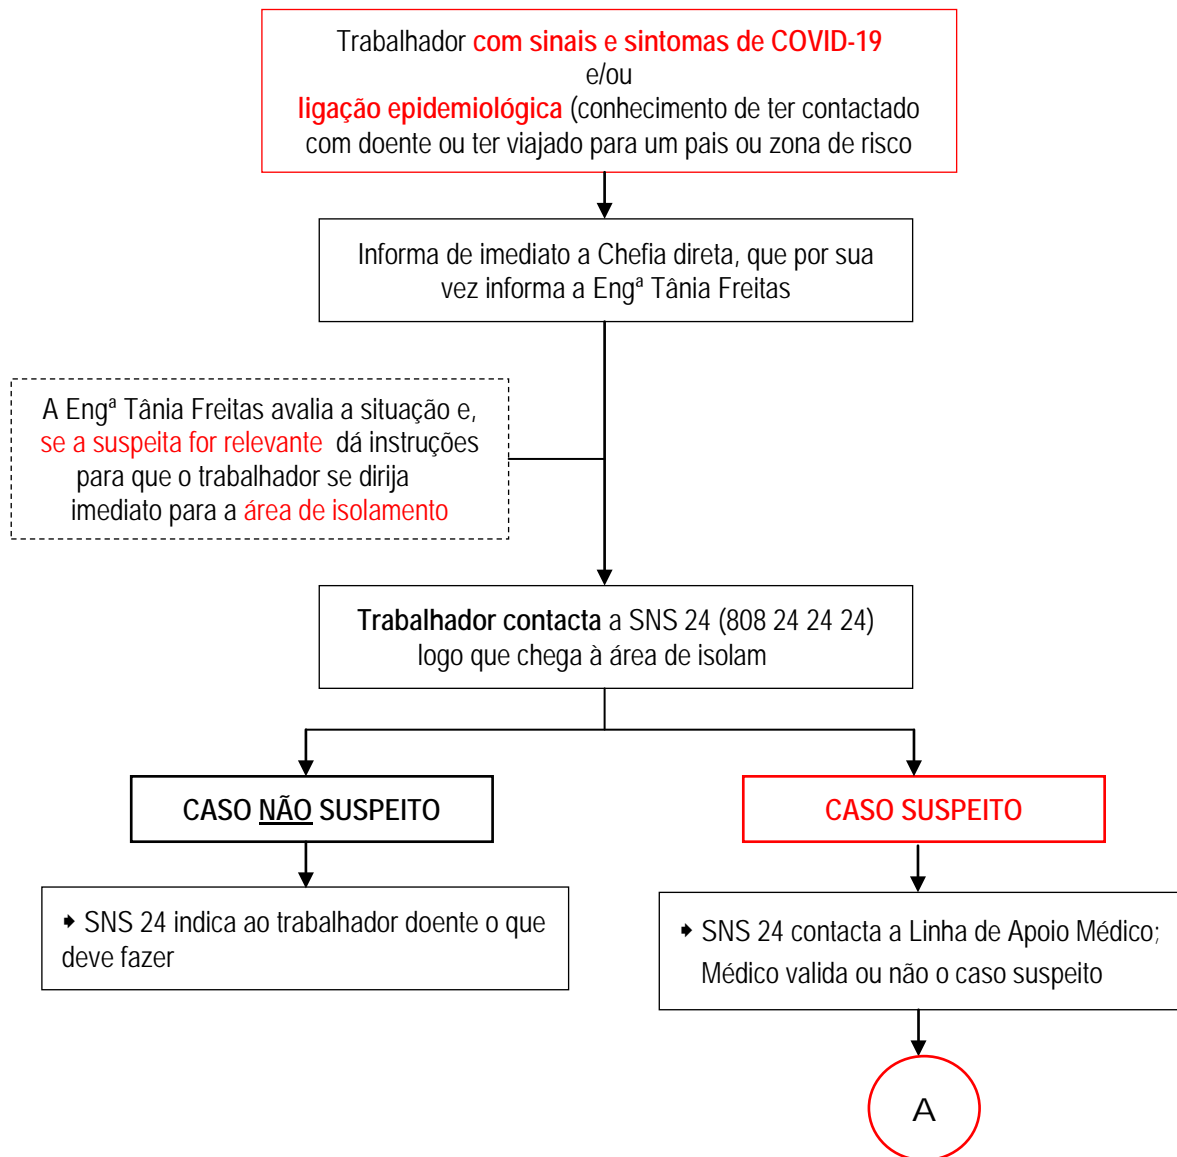 Trabalhador com sinais e sintomas de COVID-19
e/ou
ligação epidemiológica (conhecimento de ter contactado
com doente ou ter viajado para um pais ou zona de risco
Informa de imediato a Chefia direta, que por sua
vez informa a Engª Tânia Freitas
A Engª Tânia Freitas avalia a situação e,
se a suspeita for relevante dá instruções
para que o trabalhador se dirija
imediato para a área de isolamento
Trabalhador contacta a SNS 24 (808 24 24 24)
logo que chega à área de isolam
CASO NÃO SUSPEITO
CASO SUSPEITO
SNS 24 indica ao trabalhador doente o que
deve fazer
SNS 24 contacta a Linha de Apoio Médico;
Médico valida ou não o caso suspeito
A